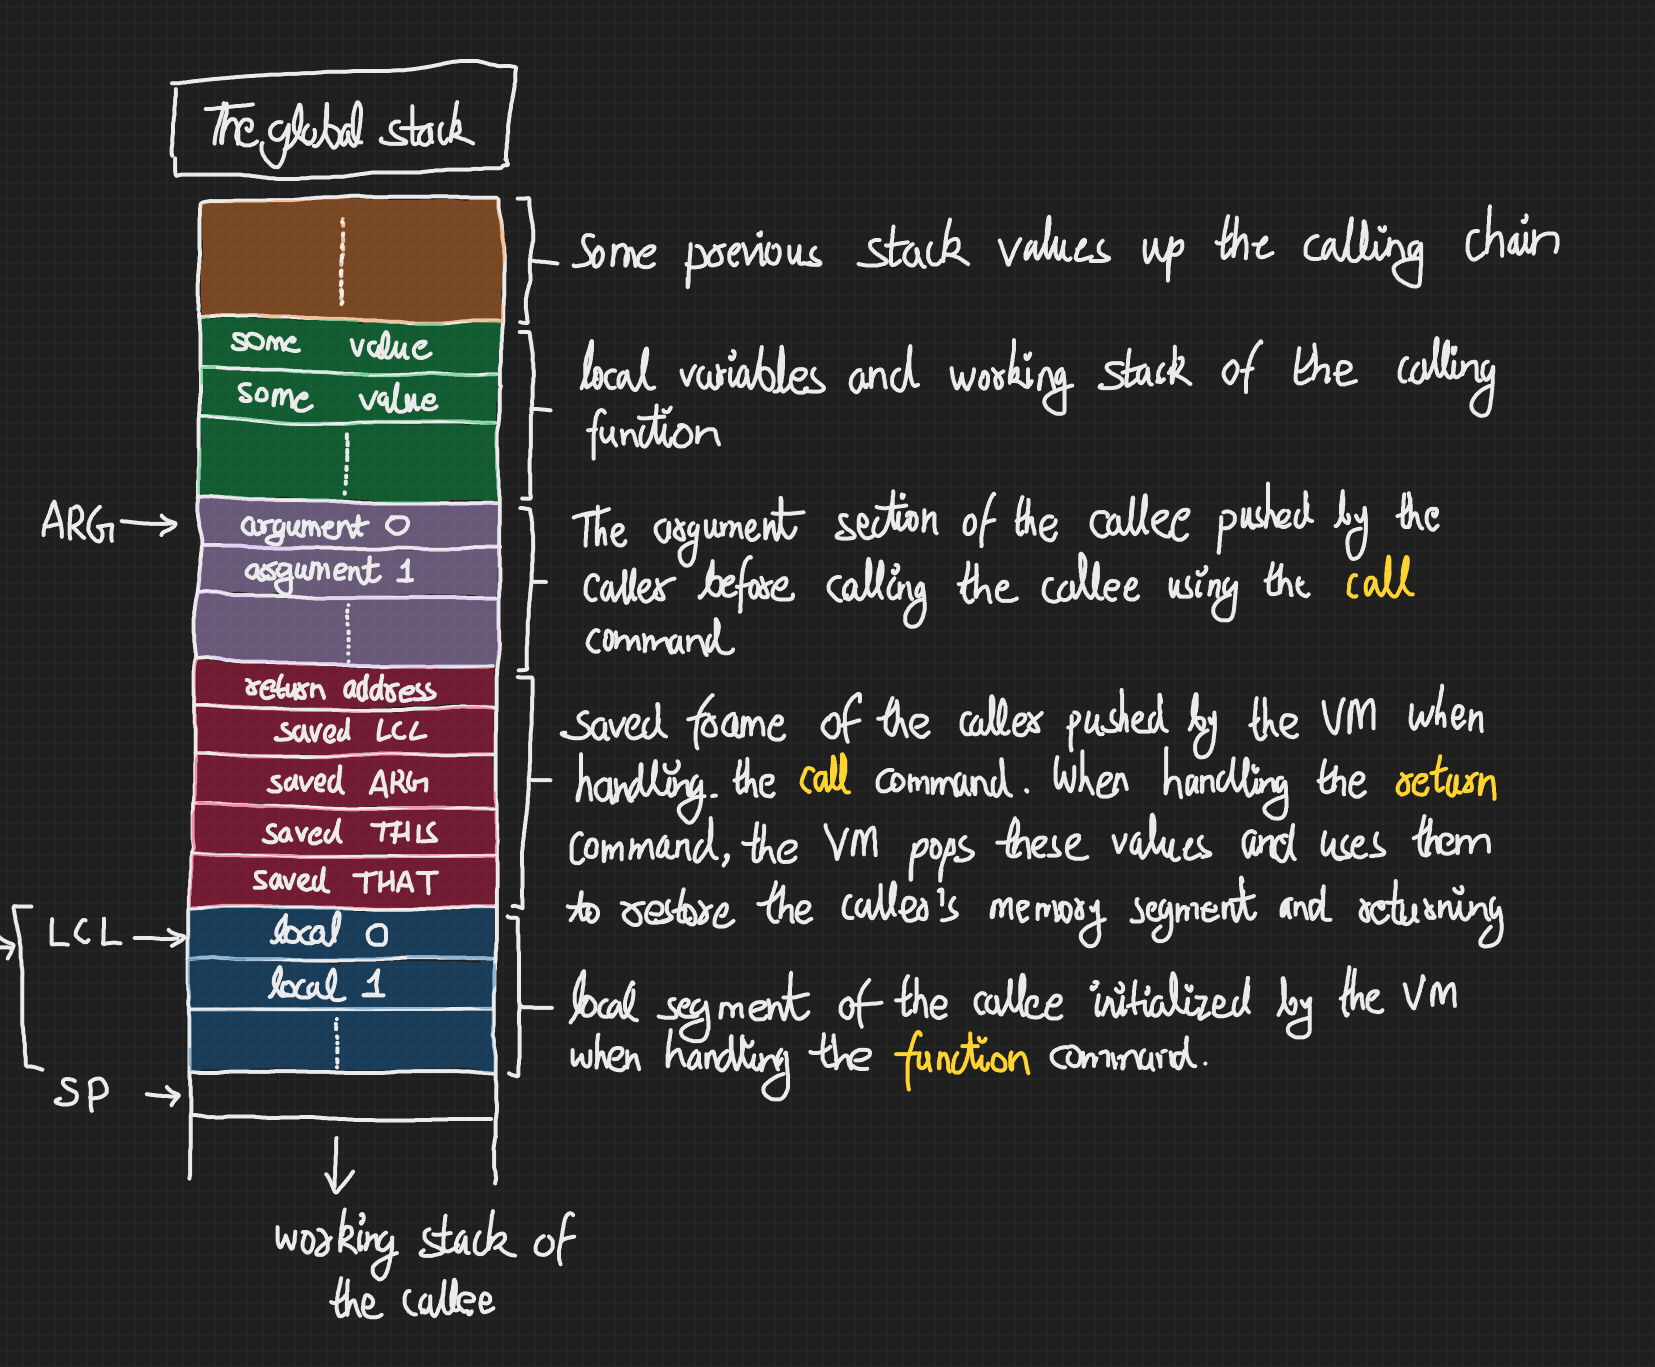 The global stack
Some previous stack values up the calling chain
some value
some value
local variables and working stack of the calling
function
ARG
argument 0
argument 1
The argument section of the callee pushed by the
caller before calling the callee using the call
command
return address
saved LCL
saved ARG
saved THIS
saved THAT
saved frame of the caller pushed by the VM when
handling the call command. When handling the return
command, the VM pops these values and uses them
to restore the caller's memory segment and returning
LCL
local 0
local 1
local segment of the callee initialized by the VM
when handling the function command.
SP
working stack of
the callee